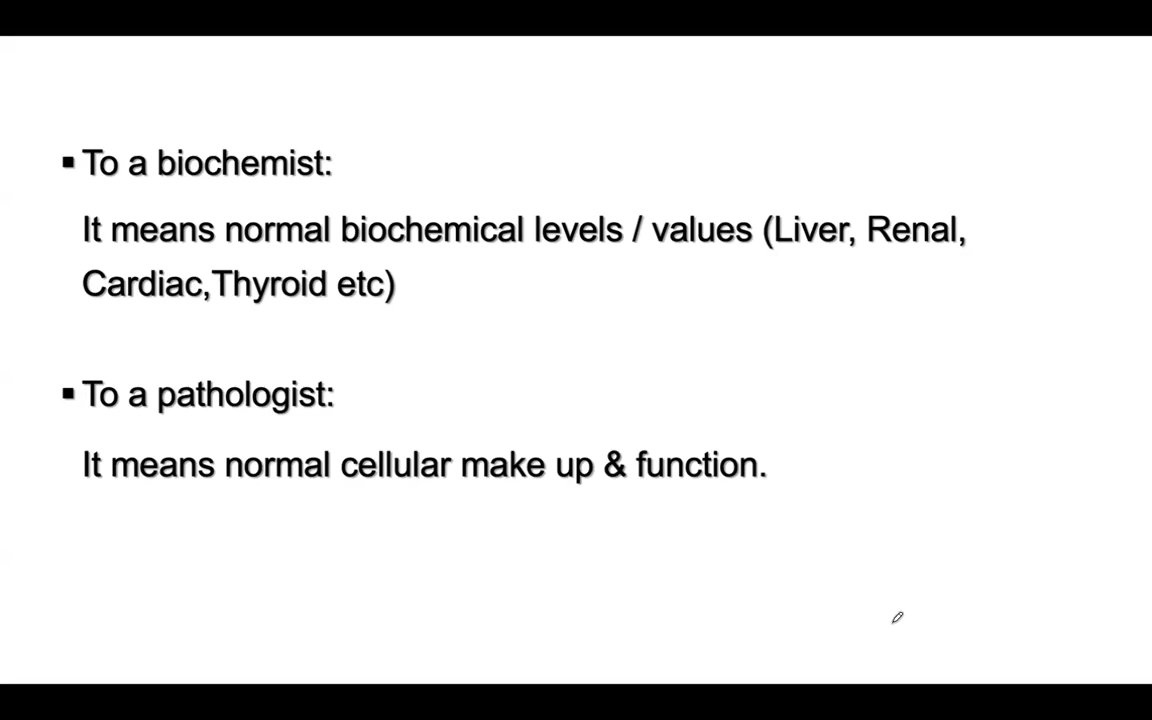 ▪ To a biochemist:
It means normal biochemical levels / values (Liver, Renal,
Cardiac,Thyroid etc)
▪ To a pathologist:
It means normal cellular make up & function.